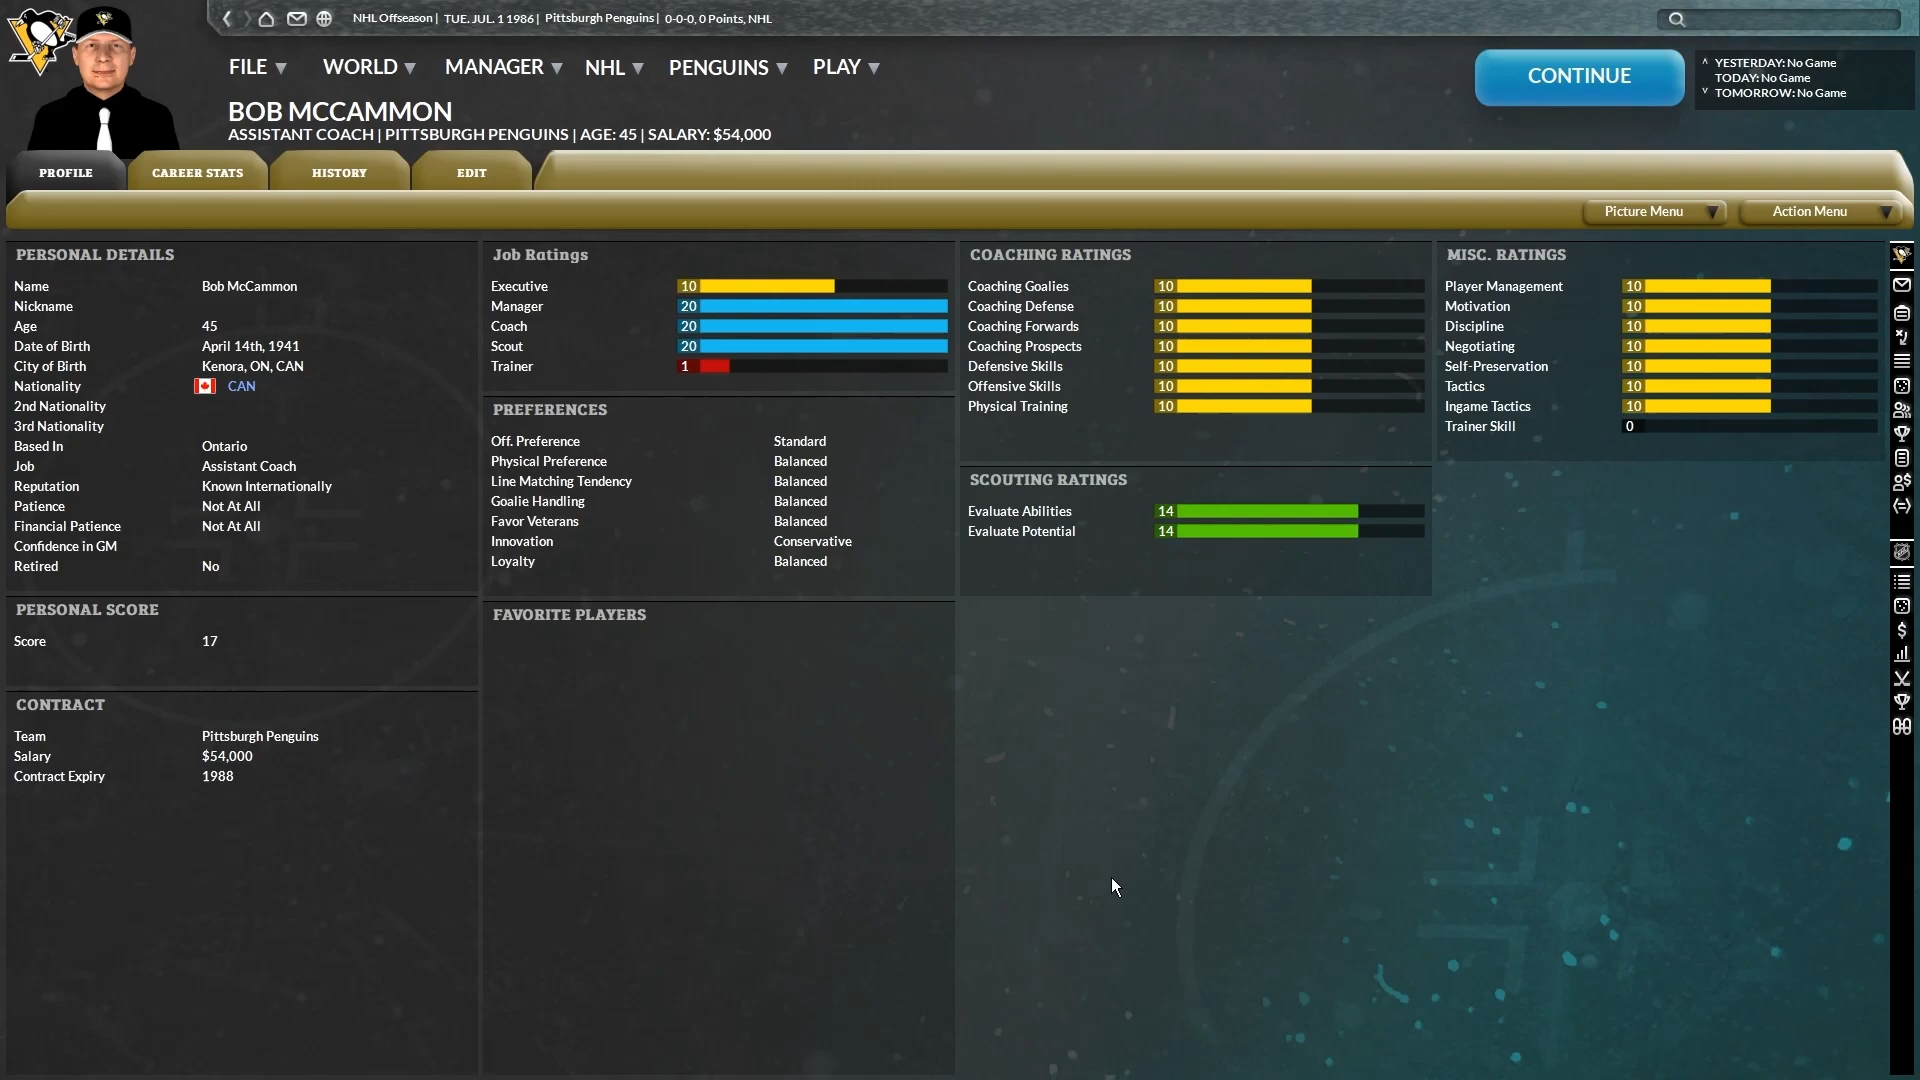 NHL Offseason | TUE. JUL. 1 1986 | Pittsburgh Penguins | 0-0-0, 0 Points, NHL
FILE WORLD MANAGER NHL PENGUINS PLAY
CONTINUE
YESTERDAY: No Game
TODAY: No Game
TOMORROW: No Game
BOB MCCAMMON
ASSISTANT COACH | PITTSBURGH PENGUINS | AGE: 45 | SALARY: $54,000
PROFILE CAREER STATS HISTORY EDIT
Picture Menu Action Menu
PERSONAL DETAILS
Name Bob McCammon
Nickname
Age 45
Date of Birth April 14th, 1941
City of Birth Kenora, ON, CAN
Nationality CAN
2nd Nationality
3rd Nationality
Based In Ontario
Job Assistant Coach
Reputation Known Internationally
Patience Not At All
Financial Patience Not At All
Confidence in GM
Retired No
PERSONAL SCORE
Score 17
CONTRACT
Team Pittsburgh Penguins
Salary $54,000
Contract Expiry 1988
Job Ratings
Executive 10
Manager 20
Coach 20
Scout 20
Trainer 1
PREFERENCES
Off. Preference Standard
Physical Preference Balanced
Line Matching Tendency Balanced
Goalie Handling Balanced
Favor Veterans Balanced
Innovation Conservative
Loyalty Balanced
FAVORITE PLAYERS
COACHING RATINGS
Coaching Goalies 10
Coaching Defense 10
Coaching Forwards 10
Coaching Prospects 10
Defensive Skills 10
Offensive Skills 10
Physical Training 10
SCOUTING RATINGS
Evaluate Abilities 14
Evaluate Potential 14
MISC. RATINGS
Player Management 10
Motivation 10
Discipline 10
Negotiating 10
Self-Preservation 10
Tactics 10
Ingame Tactics 10
Trainer Skill 0